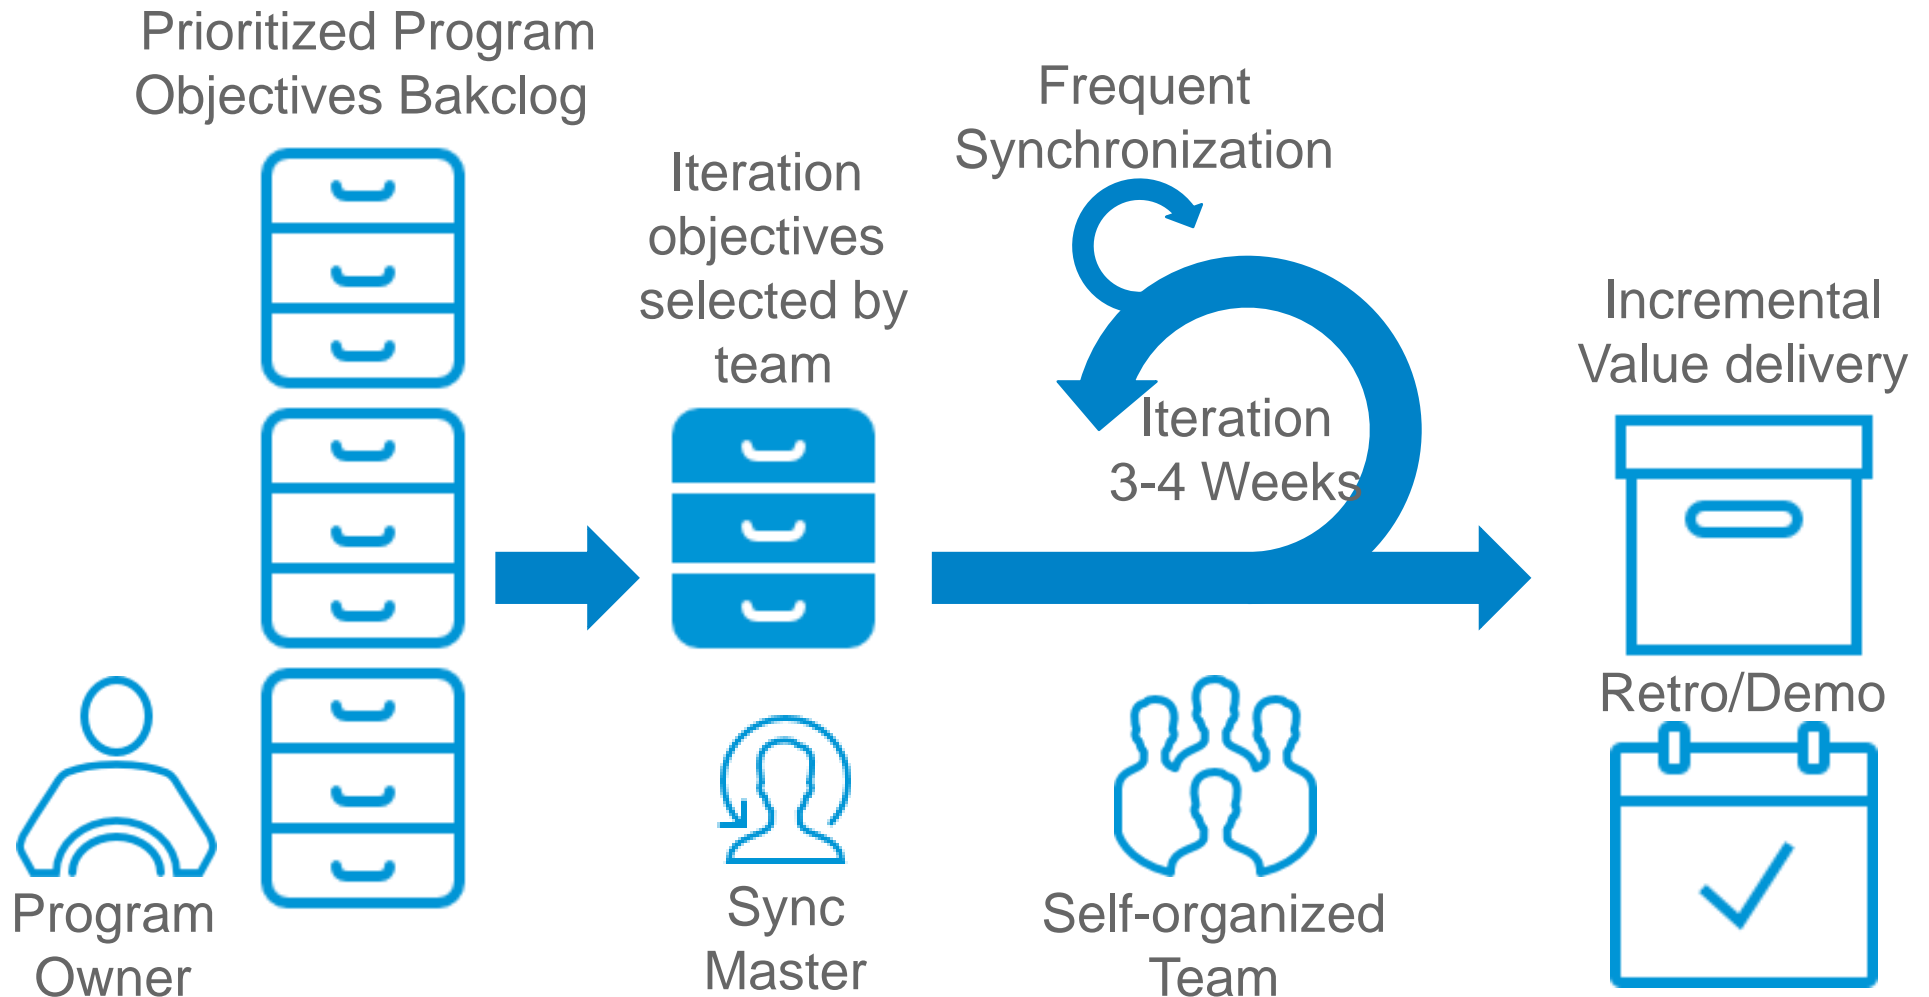 Prioritized Program
Objectives Bakclog
Iteration
objectives
selected by
team
Frequent
Synchronization
Iteration
3-4 Weeks
Incremental
Value delivery
Retro/Demo
Program
Owner
Sync
Master
Self-organized
Team